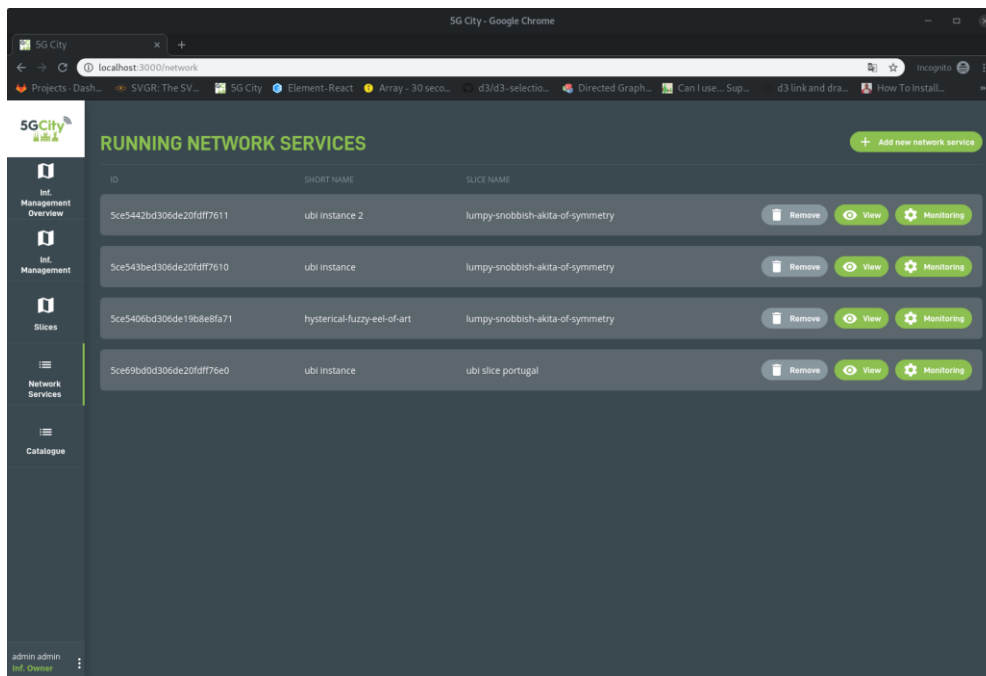 5G City - Google Chrome
5G City
localhost:3000/network
Incognito
Projects · Dash... SVGR: The SV... 5G City Element-React Array - 30 seco... d3/d3-selectio... Directed Graph... Can I use... Sup... d3 link and dra... How To Install...
5GCity
RUNNING NETWORK SERVICES
+ Add new network service
ID SHORT NAME SLICE NAME
5ce5442bd306de20fdff7611 ubi instance 2 lumpy-snobbish-akita-of-symmetry Remove View Monitoring
5ce543bed306de20fdff7610 ubi instance lumpy-snobbish-akita-of-symmetry Remove View Monitoring
5ce5406bd306de19b8e8fa71 hysterical-fuzzy-eel-of-art lumpy-snobbish-akita-of-symmetry Remove View Monitoring
5ce69bd0d306de20fdff76e0 ubi instance ubi slice portugal Remove View Monitoring
Inf.
Management
Overview
Inf.
Management
Slices
Network
Services
Catalogue
admin admin
Inf. Owner